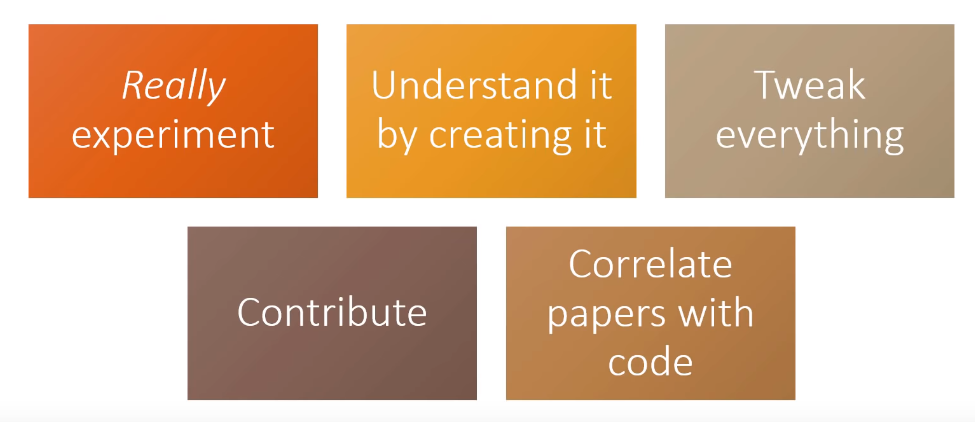 Really
experiment
Understand it
by creating it
Tweak
everything
Contribute
Correlate
papers with
code